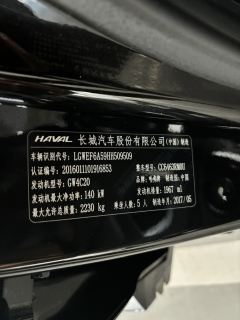 HAVAL 长城汽车股份有限公司 (中国) 制造
车辆识别代号: LGWEF6A59HH509509
认证编号: 2016011101916853 整车型号: CC6463RM0U
发动机型号: GW4C20 品牌: 哈弗牌 制造国: 中国
发动机最大净功率: 140 kW 发动机排量: 1967 ml
最大允许总质量: 2230 kg 乘坐人数: 5 人
制造年月: 2017/05